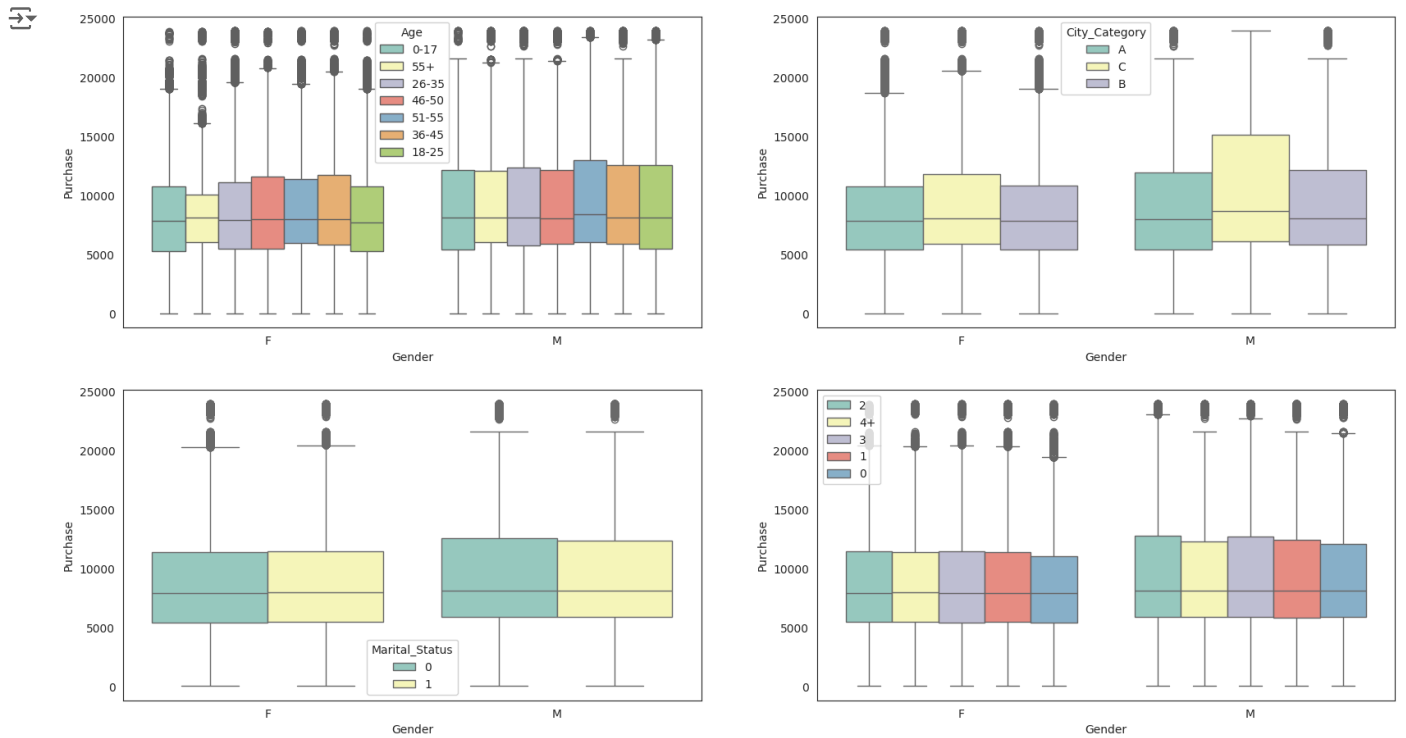 25000
20000
15000
10000
5000
0
Purchase
Age
0-17
55+
26-35
46-50
51-55
36-45
18-25
F
M
Gender
25000
20000
15000
10000
5000
0
Purchase
City_Category
A
C
B
F
M
Gender
25000
20000
15000
10000
5000
0
Purchase
Marital_Status
0
1
F
M
Gender
25000
20000
15000
10000
5000
0
Purchase
2
4+
3
1
0
F
M
Gender